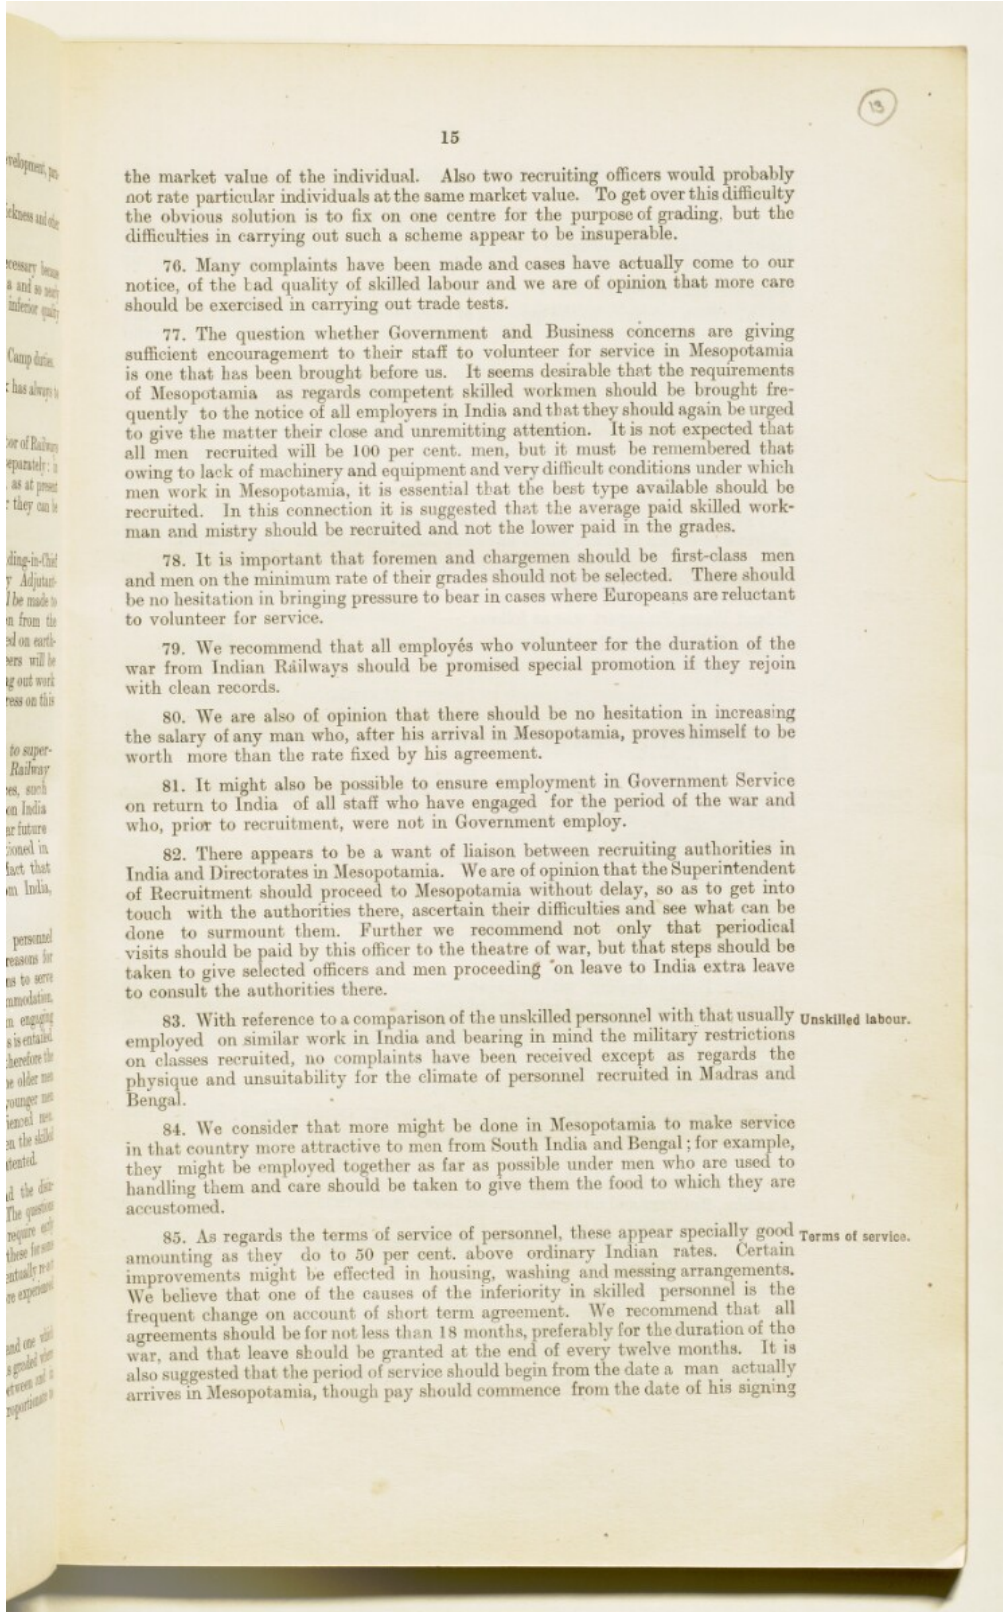 13
15
the market value of the individual. Also two recruiting officers would probably
not rate particular individuals at the same market value. To get over this difficulty
the obvious solution is to fix on one centre for the purpose of grading, but the
difficulties in carrying out such a scheme appear to be insuperable.
76. Many complaints have been made and cases have actually come to our
notice, of the bad quality of skilled labour and we are of opinion that more care
should be exercised in carrying out trade tests.
77. The question whether Government and Business concerns are giving
sufficient encouragement to their staff to volunteer for service in Mesopotamia
is one that has been brought before us. It seems desirable that the requirements
of Mesopotamia as regards competent skilled workmen should be brought fre-
quently to the notice of all employers in India and that they should again be urged
to give the matter their close and unremitting attention. It is not expected that
all men recruited will be 100 per cent. men, but it must be remembered that
owing to lack of machinery and equipment and very difficult conditions under which
men work in Mesopotamia, it is essential that the best type available should be
recruited. In this connection it is suggested that the average paid skilled work-
man and mistry should be recruited and not the lower paid in the grades.
78. It is important that foremen and chargemen should be first-class men
and men on the minimum rate of their grades should not be selected. There should
be no hesitation in bringing pressure to bear in cases where Europeans are reluctant
to volunteer for service.
79. We recommend that all employés who volunteer for the duration of the
war from Indian Railways should be promised special promotion if they rejoin
with clean records.
80. We are also of opinion that there should be no hesitation in increasing
the salary of any man who, after his arrival in Mesopotamia, proves himself to be
worth more than the rate fixed by his agreement.
81. It might also be possible to ensure employment in Government Service
on return to India of all staff who have engaged for the period of the war and
who, prior to recruitment, were not in Government employ.
82. There appears to be a want of liaison between recruiting authorities in
India and Directorates in Mesopotamia. We are of opinion that the Superintendent
of Recruitment should proceed to Mesopotamia without delay, so as to get into
touch with the authorities there, ascertain their difficulties and see what can be
done to surmount them. Further we recommend not only that periodical
visits should be paid by this officer to the theatre of war, but that steps should be
taken to give selected officers and men proceeding on leave to India extra leave
to consult the authorities there.
83. With reference to a comparison of the unskilled personnel with that usually Unskilled labour.
employed on similar work in India and bearing in mind the military restrictions
on classes recruited, no complaints have been received except as regards the
physique and unsuitability for the climate of personnel recruited in Madras and
Bengal.
84. We consider that more might be done in Mesopotamia to make service
in that country more attractive to men from South India and Bengal; for example,
they might be employed together as far as possible under men who are used to
handling them and care should be taken to give them the food to which they are
accustomed.
85. As regards the terms of service of personnel, these appear specially good Terms of service.
amounting as they do to 50 per cent. above ordinary Indian rates. Certain
improvements might be effected in housing, washing and messing arrangements.
We believe that one of the causes of the inferiority in skilled personnel is the
frequent change on account of short term agreement. We recommend that all
agreements should be for not less than 18 months, preferably for the duration of the
war, and that leave should be granted at the end of every twelve months. It is
also suggested that the period of service should begin from the date a man actually
arrives in Mesopotamia, though pay should commence from the date of his signing